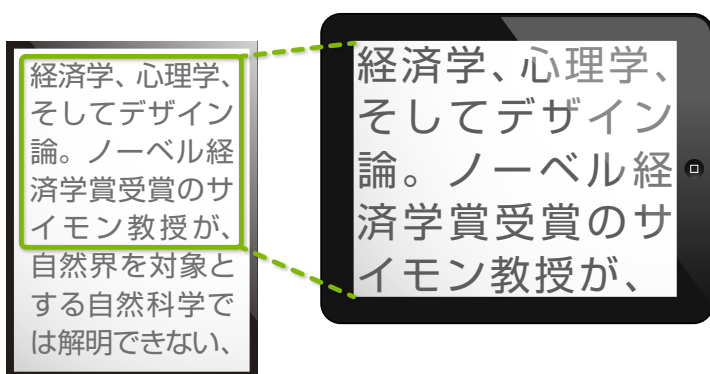 経済学、心理学、
そしてデザイン
論。ノーベル経
済学賞受賞のサ
イモン教授が、
自然界を対象と
する自然科学で
は解明できない、
経済学、心理学、
そしてデザイン
論。ノーベル経
済学賞受賞のサ
イモン教授が、